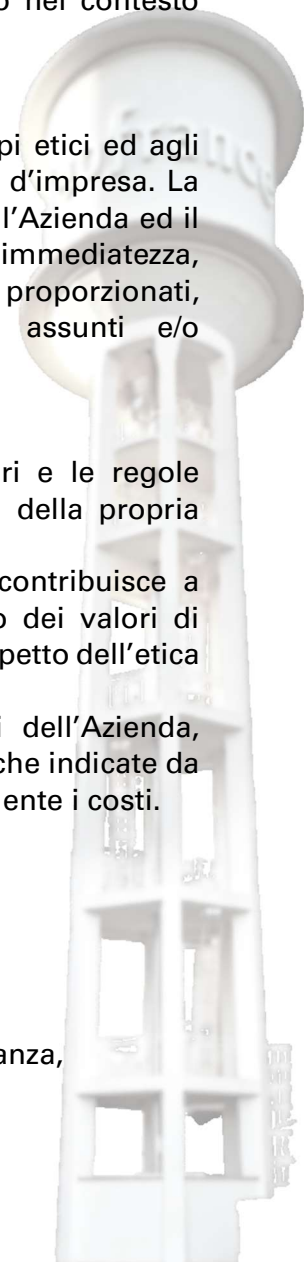 nel contesto
pi etici ed agli
d'impresa. La
l'Azienda ed il
immediatezza,
proporzionati,
assunti e/o
ri e le regole
della propria
contribuisce a
o dei valori di
petto dell'etica
i dell'Azienda,
che indicate da
ente i costi.
anza,